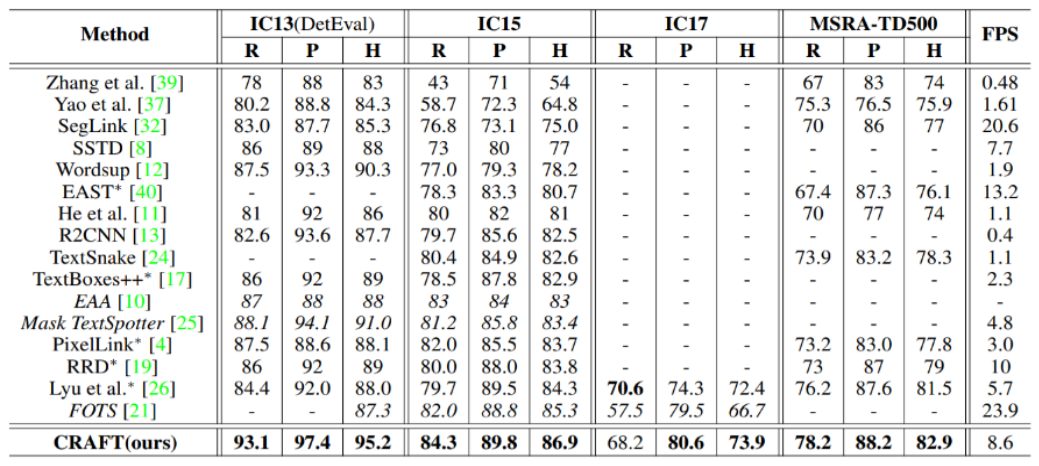 Method IC13(DetEval) IC15 IC17 MSRA-TD500 FPS
R P H R P H R P H R P H
Zhang et al. [39] 78 88 83 43 71 54 - - - 67 83 74 0.48
Yao et al. [37] 80.2 88.8 84.3 58.7 72.3 64.8 - - - 75.3 76.5 75.9 1.61
SegLink [32] 83.0 87.7 85.3 76.8 73.1 75.0 - - - 70 86 77 20.6
SSTD [8] 86 89 88 73 80 77 - - - - - - 7.7
Wordsup [12] 87.5 93.3 90.3 77.0 79.3 78.2 - - - - - - 1.9
EAST* [40] - - - 78.3 83.3 80.7 - - - 67.4 87.3 76.1 13.2
He et al. [11] 81 92 86 80 82 81 - - - 70 77 74 1.1
R2CNN [13] 82.6 93.6 87.7 79.7 85.6 82.5 - - - - - - 0.4
TextSnake [24] - - - 80.4 84.9 82.6 - - - 73.9 83.2 78.3 1.1
TextBoxes++* [17] 86 92 89 78.5 87.8 82.9 - - - - - - 2.3
EAA [10] 87 88 88 83 84 83 - - - - - - -
Mask TextSpotter [25] 88.1 94.1 91.0 81.2 85.8 83.4 - - - - - - 4.8
PixelLink* [4] 87.5 88.6 88.1 82.0 85.5 83.7 - - - 73.2 83.0 77.8 3.0
RRD* [19] 86 92 89 80.0 88.0 83.8 - - - 73 87 79 10
Lyu et al.* [26] 84.4 92.0 88.0 79.7 89.5 84.3 70.6 74.3 72.4 76.2 87.6 81.5 5.7
FOTS [21] - - 87.3 82.0 88.8 85.3 57.5 79.5 66.7 - - - 23.9
CRAFT(ours) 93.1 97.4 95.2 84.3 89.8 86.9 68.2 80.6 73.9 78.2 88.2 82.9 8.6